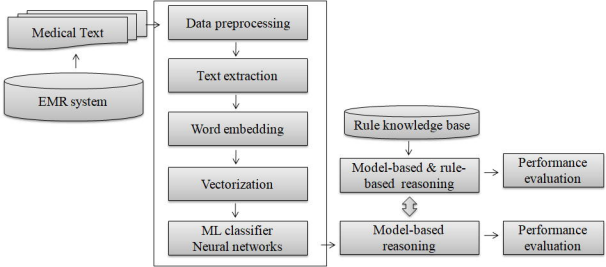 Medical Text
EMR system
Data preprocessing
Text extraction
Word embedding
Vectorization
ML classifier
Neural networks
Rule knowledge base
Model-based & rule-
based reasoning
Performance
evaluation
Model-based
reasoning
Performance
evaluation